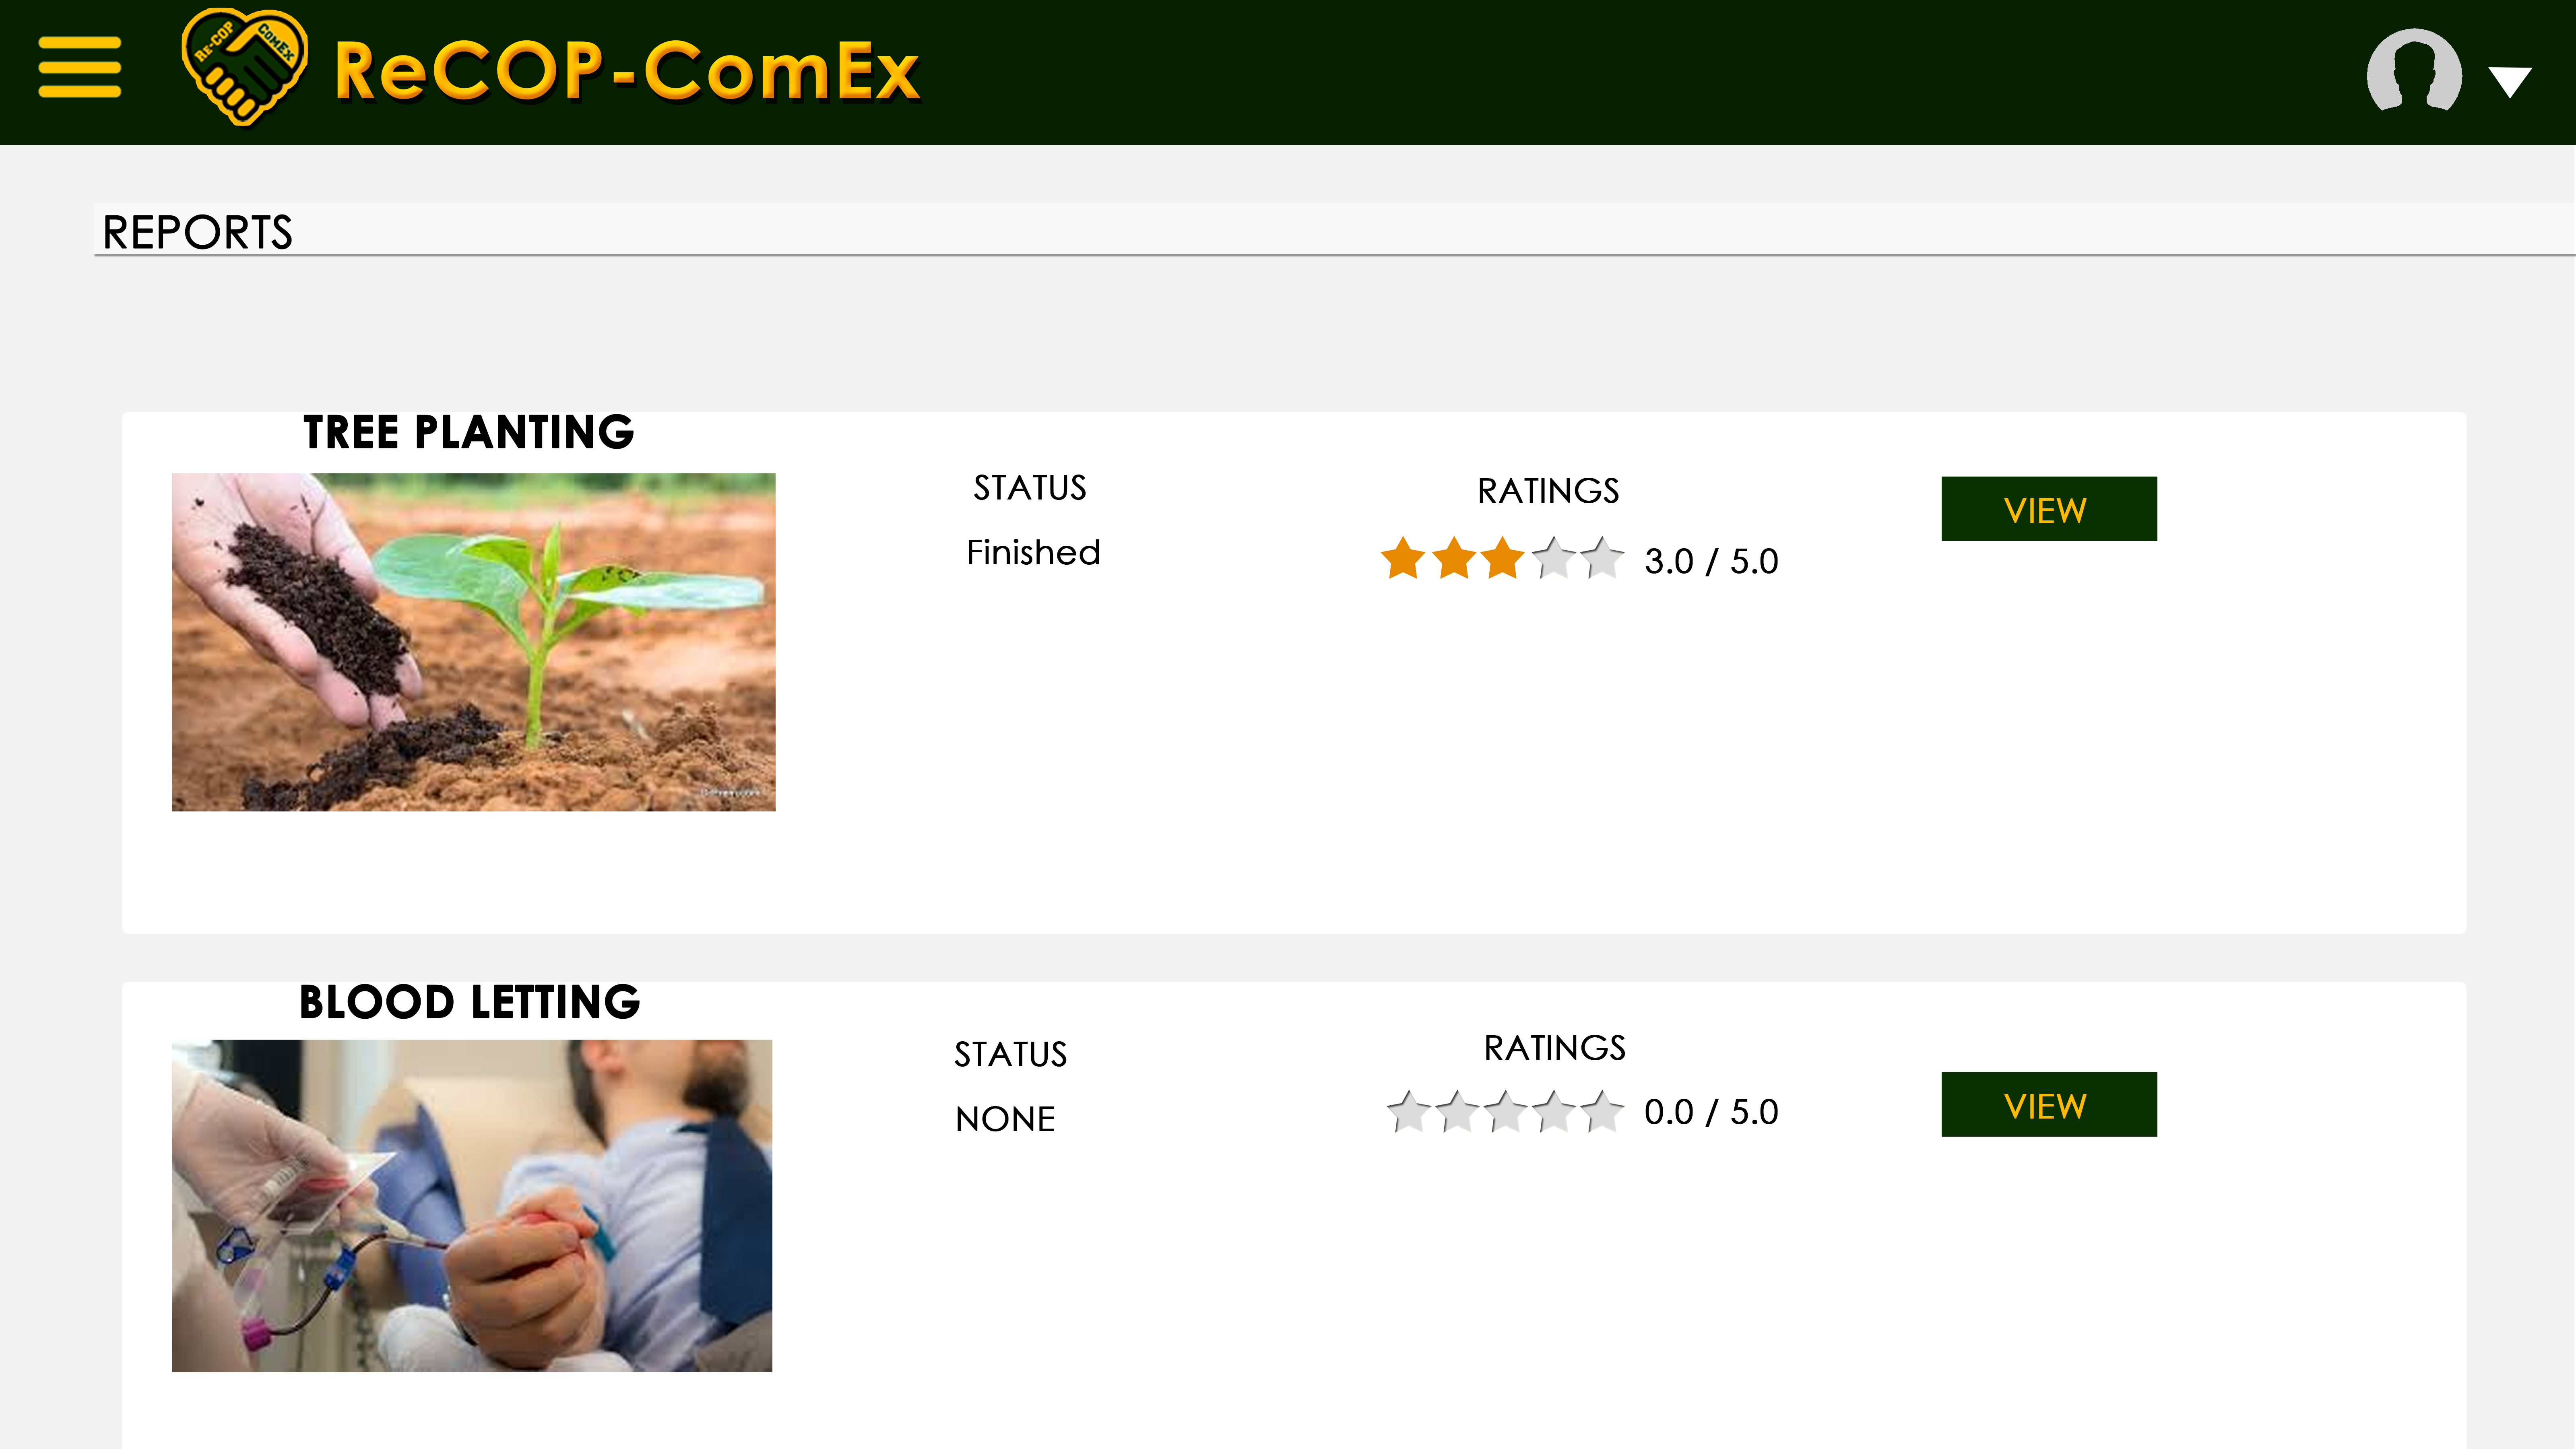 RE-COP
COMEX
ReCOP-ComEx
REPORTS
TREE PLANTING
STATUS
RATINGS
VIEW
Finished
3.0 / 5.0
BLOOD LETTING
STATUS
RATINGS
VIEW
NONE
0.0 / 5.0